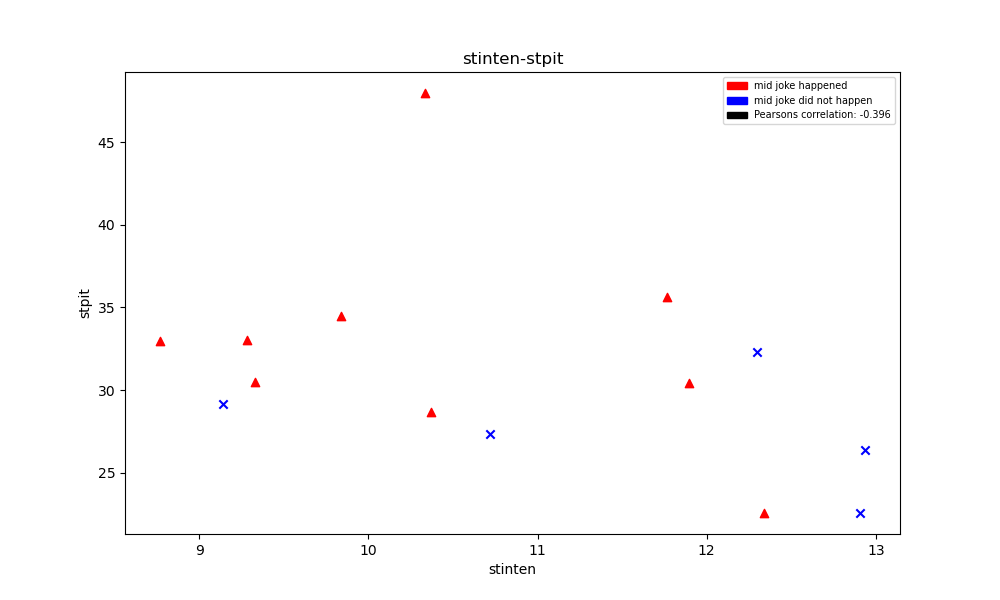 stinten-stpit
mid joke happened
mid joke did not happen
Pearsons correlation: -0.396
45
40
35
30
25
stpit
9
10
11
12
13
stinten